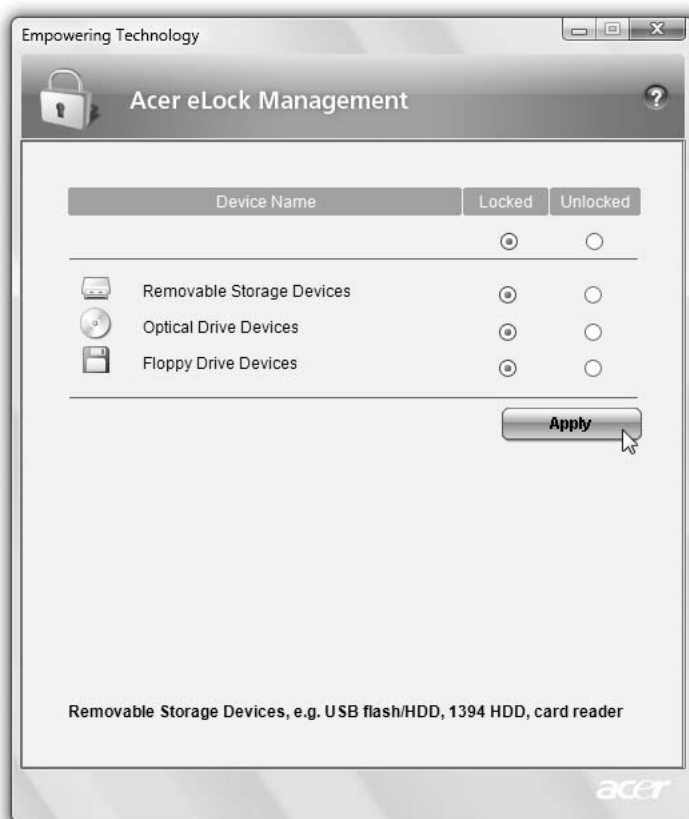 Empowering Technology
Acer eLock Management
?
Device Name Locked Unlocked
Removable Storage Devices
Optical Drive Devices
Floppy Drive Devices
Apply
Removable Storage Devices, e.g. USB flash/HDD, 1394 HDD, card reader
acer